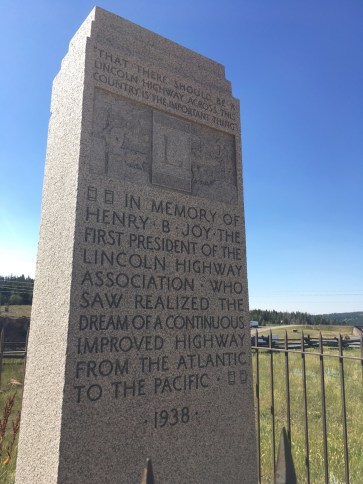 "THAT THERE SHOULD BE A
LINCOLN HIGHWAY ACROSS THIS
COUNTRY IS THE IMPORTANT THING"
L
IN MEMORY OF
HENRY · B · JOY · THE
FIRST PRESIDENT OF THE
LINCOLN HIGHWAY
ASSOCIATION · WHO
SAW REALIZED THE
DREAM OF A CONTINUOUS
IMPROVED HIGHWAY
FROM THE ATLANTIC
TO THE PACIFIC ·
· 1938 ·